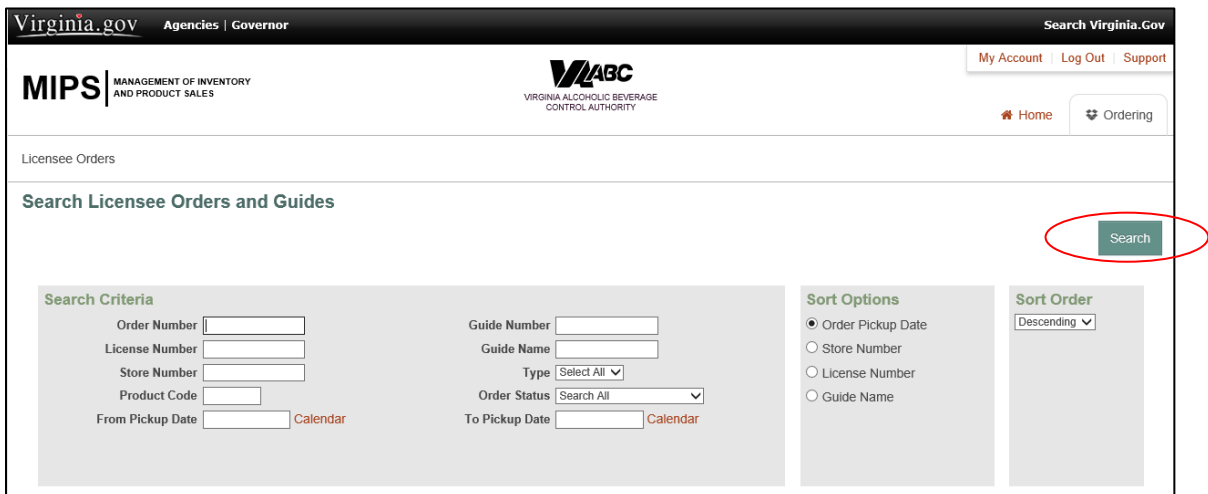 Virginia.gov Agencies | Governor Search Virginia.Gov
My Account | Log Out | Support
MIPS MANAGEMENT OF INVENTORY
AND PRODUCT SALES
VAABC
VIRGINIA ALCOHOLIC BEVERAGE
CONTROL AUTHORITY
Home Ordering
Licensee Orders
Search Licensee Orders and Guides
Search
Search Criteria
Order Number Guide Number
License Number Guide Name
Store Number Type Select All
Product Code Order Status Search All
From Pickup Date Calendar To Pickup Date Calendar
Sort Options
Order Pickup Date
Store Number
License Number
Guide Name
Sort Order
Descending